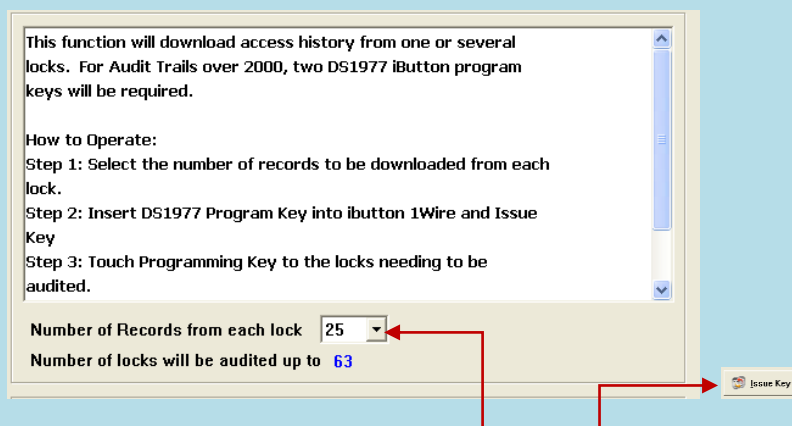 This function will download access history from one or several
locks.  For Audit Trails over 2000, two DS1977 iButton program
keys will be required.
How to Operate:
Step 1: Select the number of records to be downloaded from each
lock.
Step 2: Insert DS1977 Program Key into ibutton 1Wire and Issue
Key
Step 3: Touch Programming Key to the locks needing to be
audited.
Number of Records from each lock 25
Number of locks will be audited up to 63
Issue Key